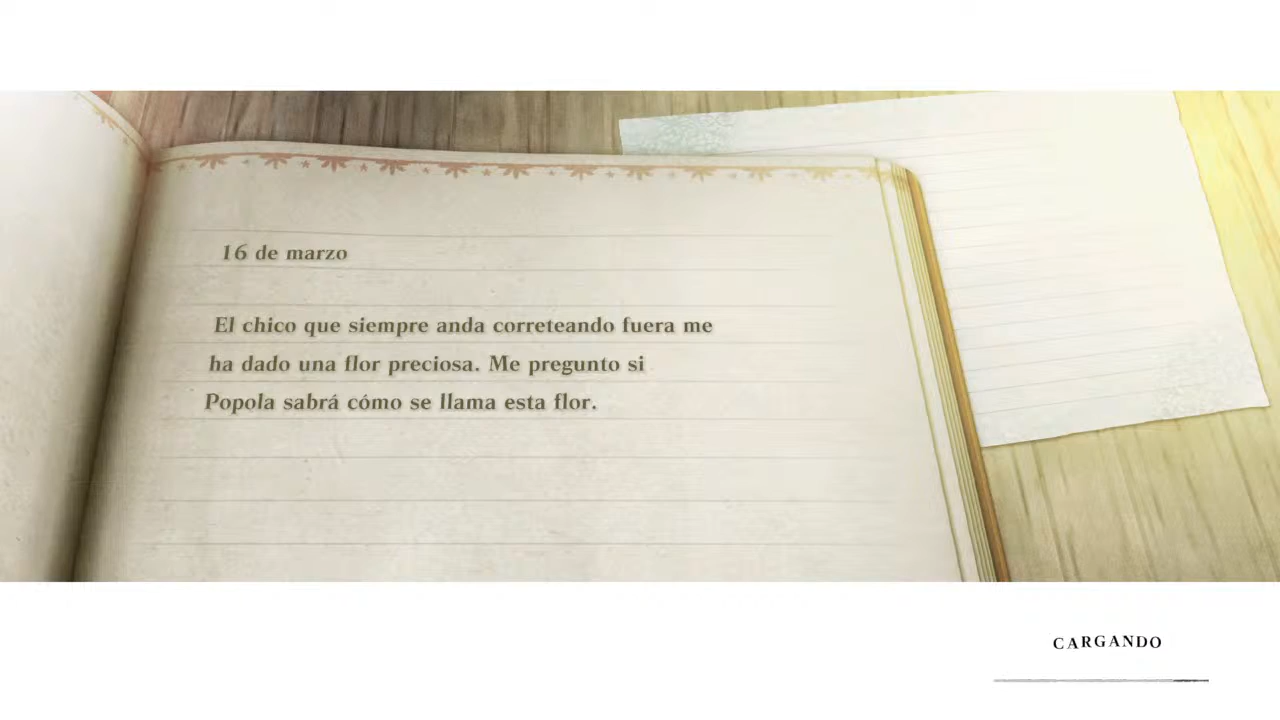 16 de marzo
El chico que siempre anda correteando fuera me
ha dado una flor preciosa. Me pregunto si
Popola sabrá cómo se llama esta flor.
CARGANDO